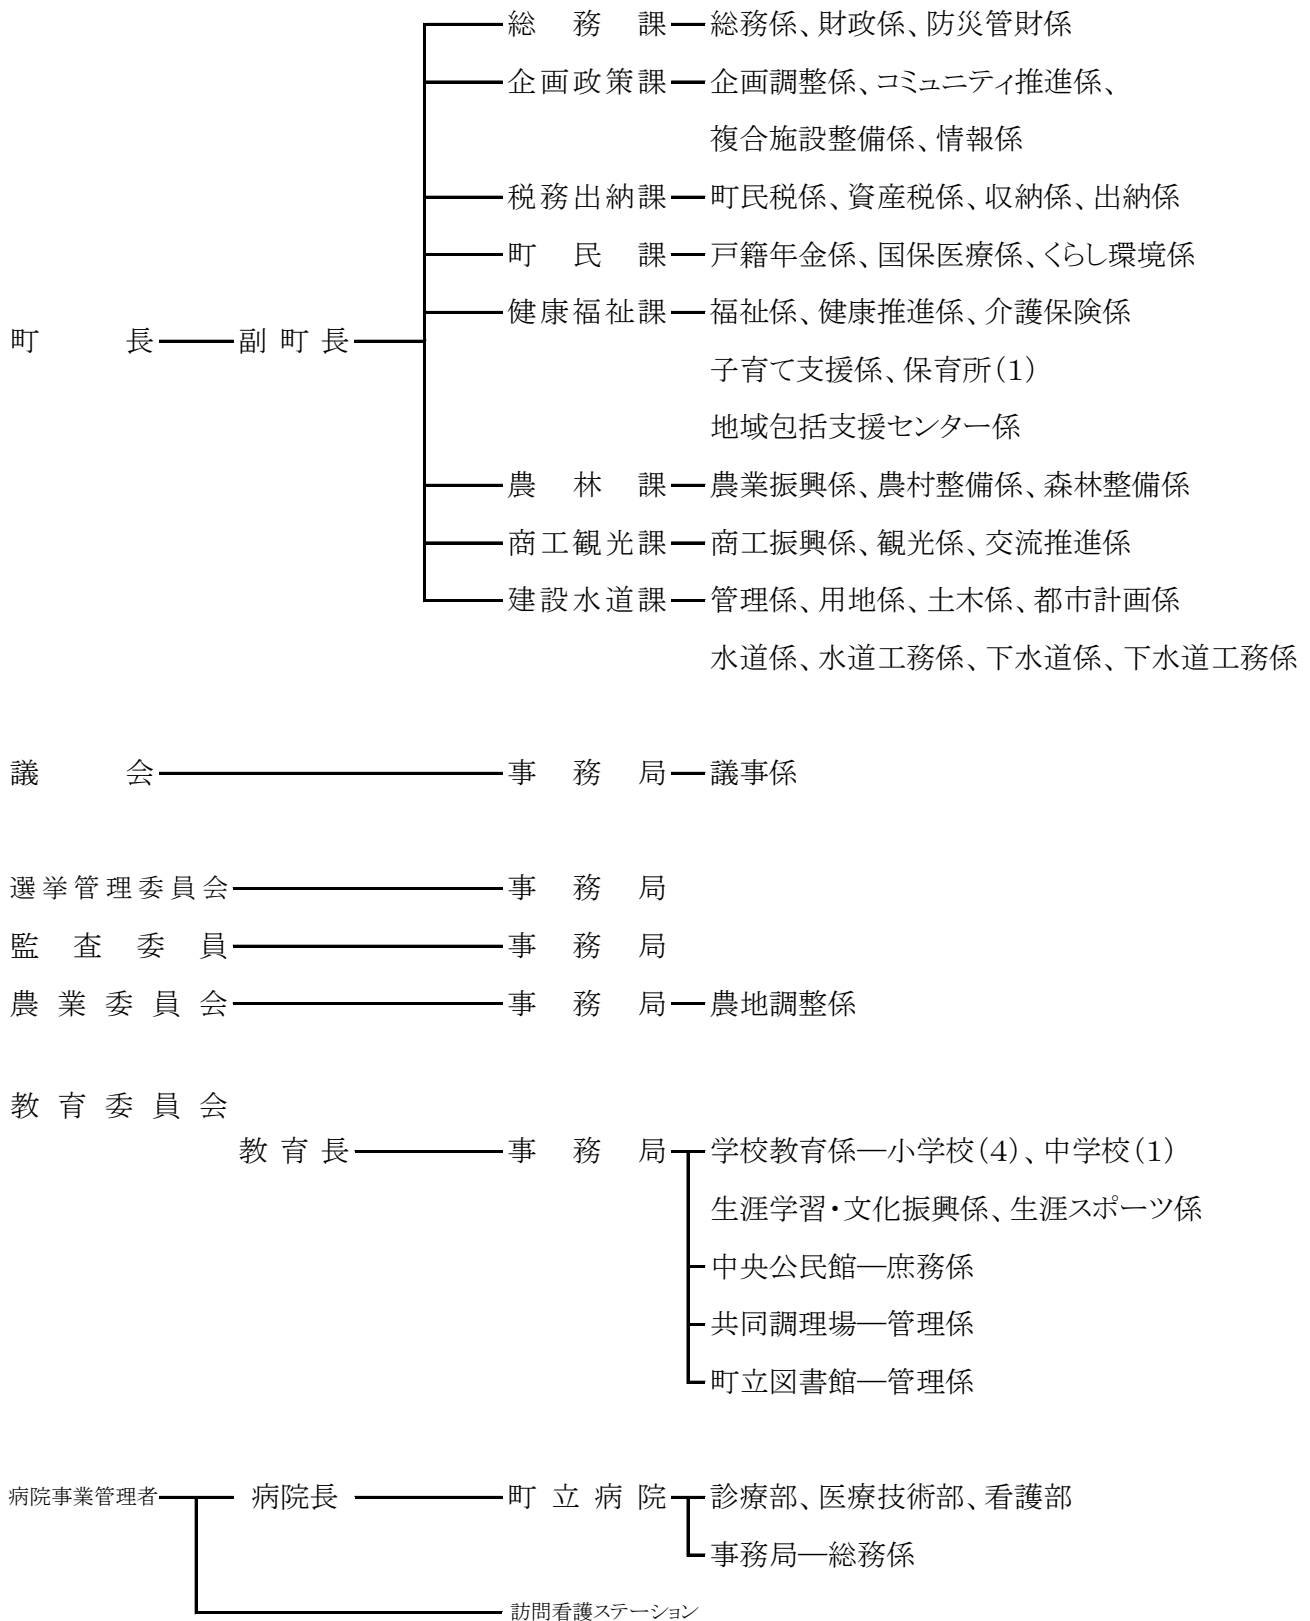 総務課 総務係、財政係、防災管財係
企画政策課 企画調整係、コミュニティ推進係、
複合施設整備係、情報係
税務出納課 町民税係、資産税係、収納係、出納係
町民課 戸籍年金係、国保医療係、くらし環境係
健康福祉課 福祉係、健康推進係、介護保険係
町長 副町長
子育て支援係、保育所(1)
地域包括支援センター係
農林課 農業振興係、農村整備係、森林整備係
商工観光課 商工振興係、観光係、交流推進係
建設水道課 管理係、用地係、土木係、都市計画係
水道係、水道工務係、下水道係、下水道工務係
議会 事務局 議事係
選挙管理委員会 事務局
監査委員 事務局
農業委員会 事務局 農地調整係
教育委員会
教育長 事務局 学校教育係―小学校(4)、中学校(1)
生涯学習・文化振興係、生涯スポーツ係
中央公民館―庶務係
共同調理場―管理係
町立図書館―管理係
病院事業管理者 病院長 町立病院 診療部、医療技術部、看護部
事務局―総務係
訪問看護ステーション